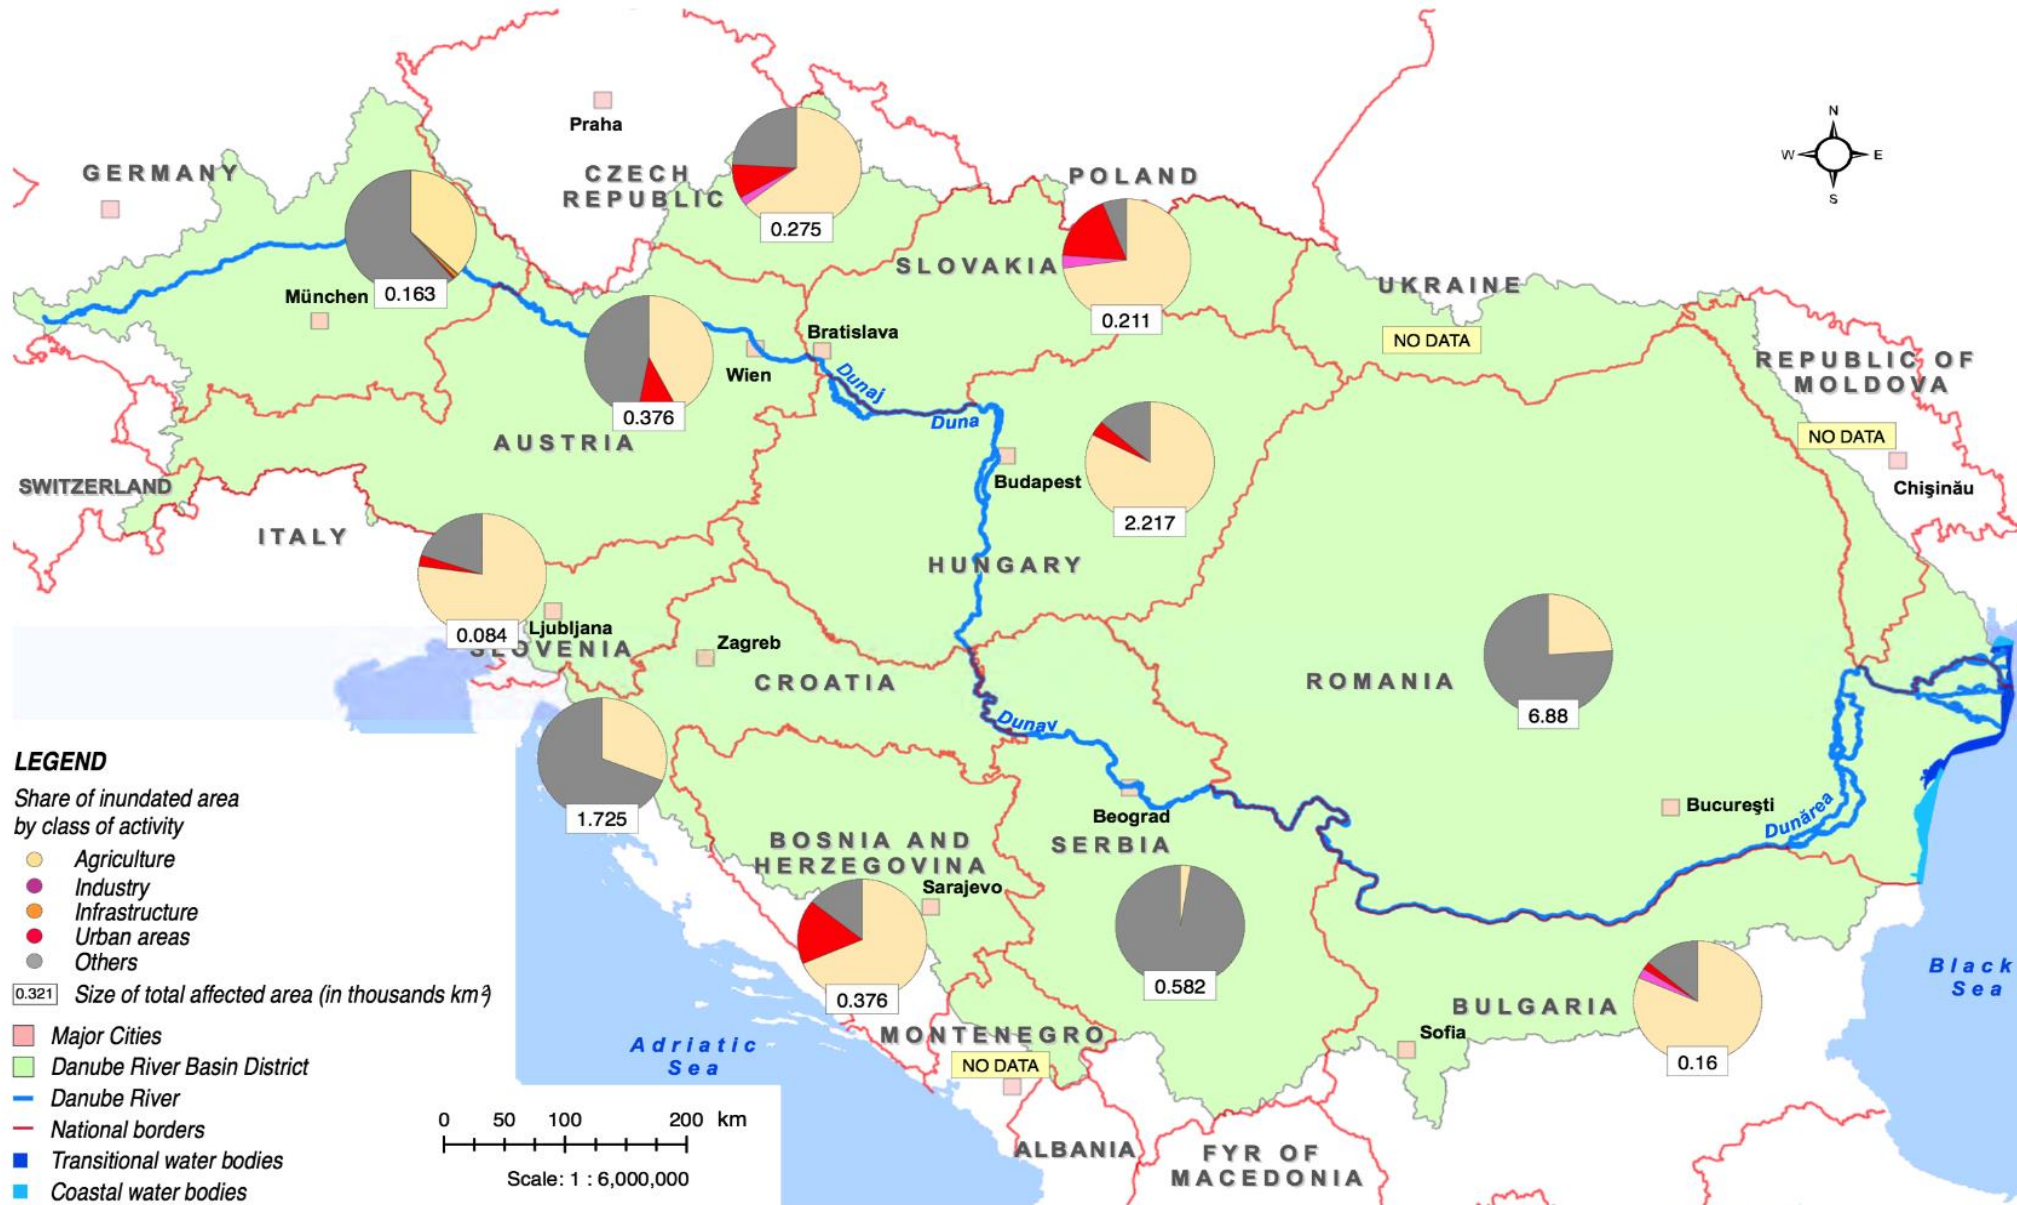 N
W
E
S
Praha
GERMANY
CZECH
REPUBLIC
POLAND
0.275
SLOVAKIA
UKRAINE
München
0.163
0.211
NO DATA
Bratislava
Wien
Dunaj
Duna
REPUBLIC OF
MOLDOVA
0.376
AUSTRIA
NO DATA
Budapest
Chişinău
SWITZERLAND
ITALY
2.217
HUNGARY
0.084
Ljubljana
SLOVENIA
Zagreb
CROATIA
ROMANIA
6.88
Dunav
1.725
Beograd
SERBIA
Bucureşti
Dunărea
BOSNIA AND
HERZEGOVINA
Sarajevo
0.376
0.582
Black
Sea
BULGARIA
Sofia
0.16
MONTENEGRO
NO DATA
Adriatic
Sea
ALBANIA
FYR OF
MACEDONIA
LEGEND
Share of inundated area
by class of activity
Agriculture
Industry
Infrastructure
Urban areas
Others
0.321 Size of total affected area (in thousands km²)
Major Cities
Danube River Basin District
Danube River
National borders
Transitional water bodies
Coastal water bodies
0 50 100 200 km
Scale: 1 : 6,000,000